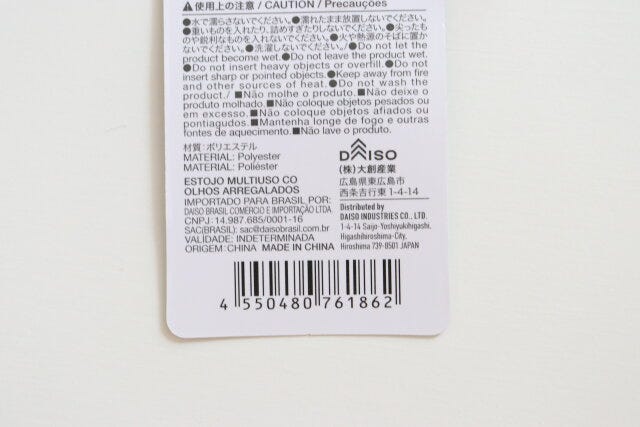 ⚠使用上の注意/CAUTION/Precauções
●水で濡らさないでください。●濡れたまま放置しないでください。
●重いものを入れたり、詰めすぎたりしないでください。●尖ったも
のや鋭利なものを入れないでください。●火や熱源のそばに置か
ないでください。●洗濯しないでください。/●Do not let the
product become wet.●Do not leave the product wet.
●Do not insert heavy objects or overfill.●Do not
insert sharp or pointed objects.●Keep away from fire
and other sources of heat.●Do not wash the
product./■Não molhe o produto.■Não deixe o
produto molhado.■Não coloque objetos pesados ou
em excesso.■Não coloque objetos afiados ou
pontiagudos.■Mantenha longe de fogo e outras
fontes de aquecimento.■Não lave o produto.
材質:ポリエステル
MATERIAL: Polyester
MATERIAL: Poliéster
ESTOJO MULTIUSO CO
OLHOS ARREGALADOS
IMPORTADO PARA BRASIL POR:
DAISO BRASIL COMERCIO E IMPORTAÇÃO LTDA.
CNPJ: 14.987.685/0001-16
SAC(BRASIL): sac@daisobrasil.com.br
VALIDADE: INDETERMINADA
ORIGEM: CHINA MADE IN CHINA
DAISO
(株)大創産業
広島県東広島市
西条吉行東1-4-14
Distributed by
DAISO INDUSTRIES CO., LTD.
1-4-14 Saijo-Yoshiyukihigashi,
Higashihiroshima-City,
Hiroshima 739-8501 JAPAN
4 550480 761862